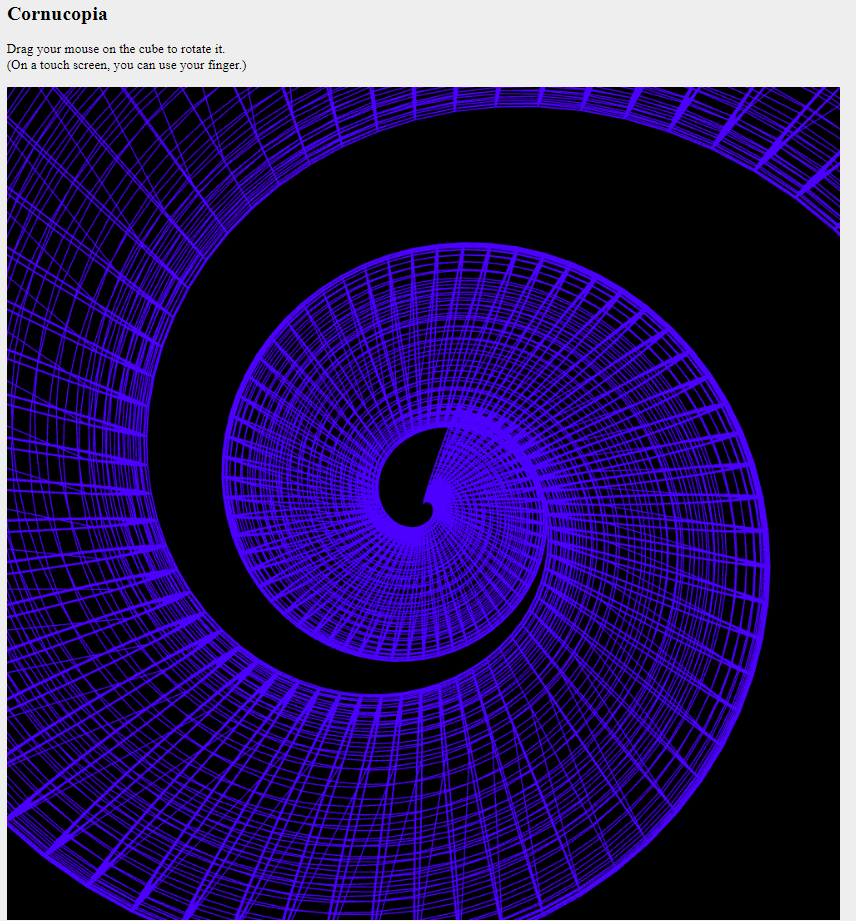 Cornucopia
Drag your mouse on the cube to rotate it.
(On a touch screen, you can use your finger.)